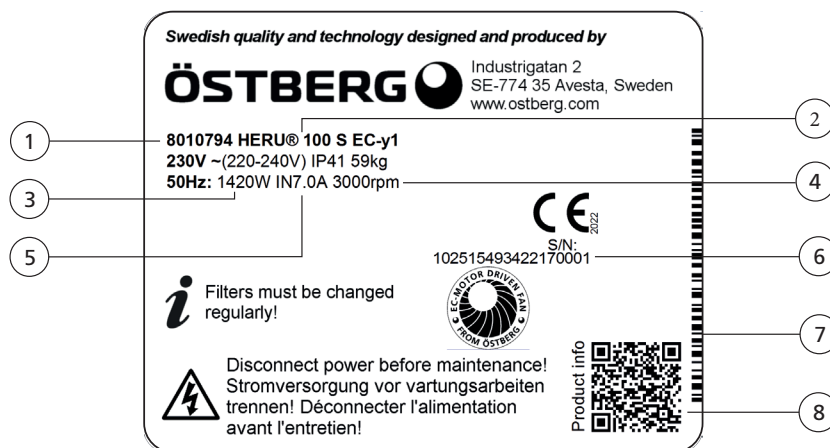 Swedish quality and technology designed and produced by
ÖSTBERG
Industrigatan 2
SE-774 35 Avesta, Sweden
www.ostberg.com
1
2
8010794 HERU® 100 S EC-y1
230V ~(220-240V) IP41 59kg
3
50Hz: 1420W IN7.0A 3000rpm
4
CE
2022
5
S/N:
102515493422170001
6
EC-MOTOR DRIVEN FAN
FROM ÖSTBERG
i Filters must be changed
regularly!
7
Disconnect power before maintenance!
Stromversorgung vor vartungsarbeiten
trennen! Déconnecter l'alimentation
avant l'entretien!
Product info
8